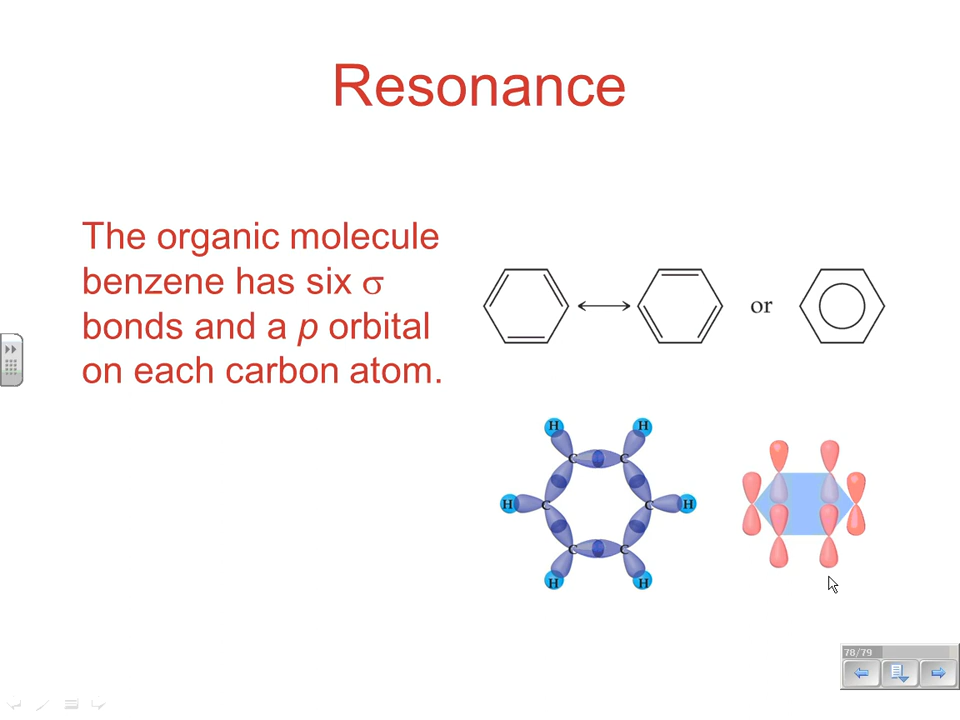 Resonance
The organic molecule
benzene has six σ
bonds and a p orbital
on each carbon atom.
or
H H
C C
H C C H
C C
H H
78/79